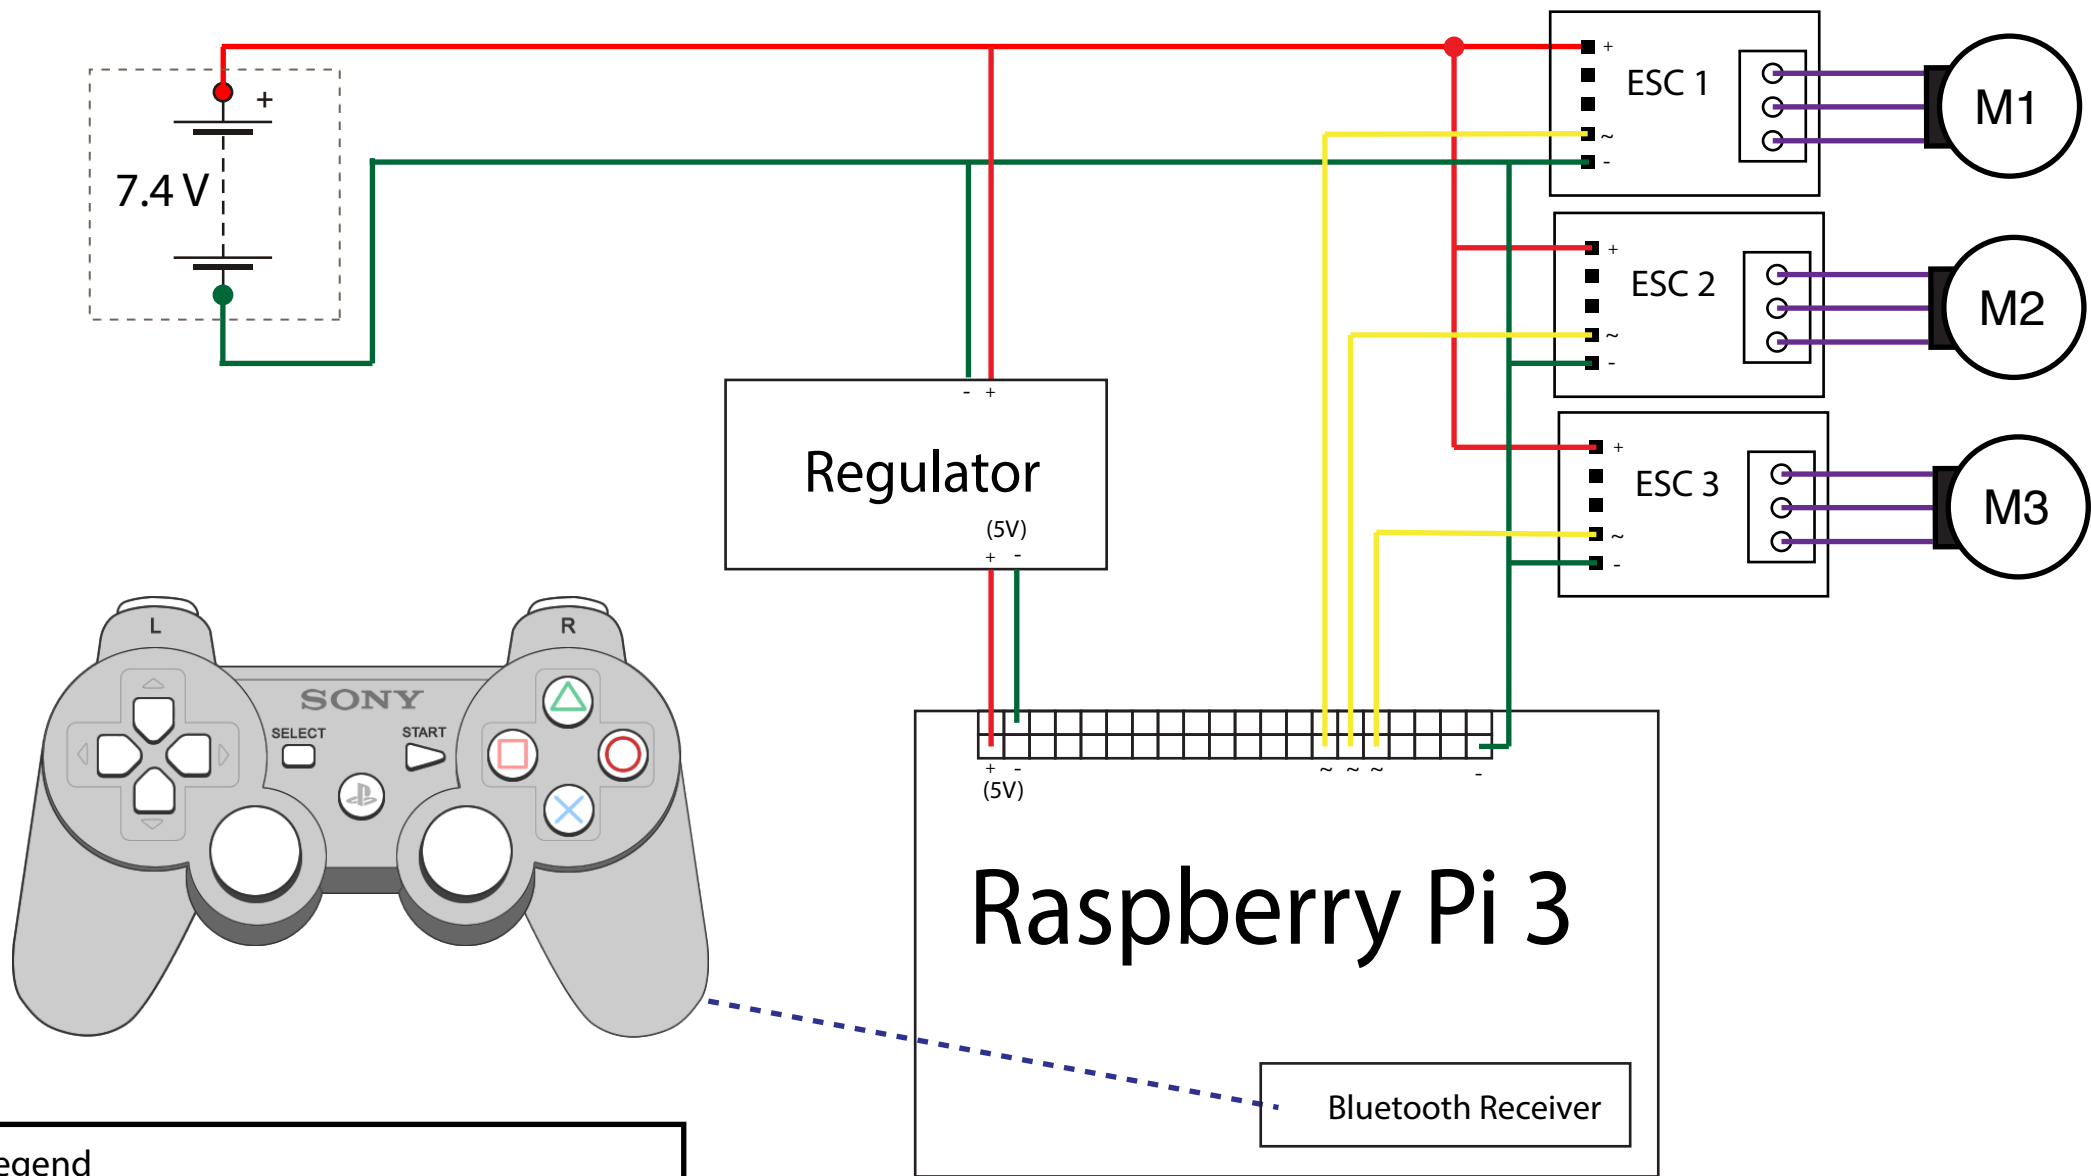 +
7.4 V
+
ESC 1
~
-
M1
+
ESC 2
~
-
M2
+
ESC 3
~
-
M3
- +
Regulator
(5V)
+ -
L
R
SONY
SELECT
START
+ -
(5V)
~ ~ ~
-
Raspberry Pi 3
Bluetooth Receiver
egend